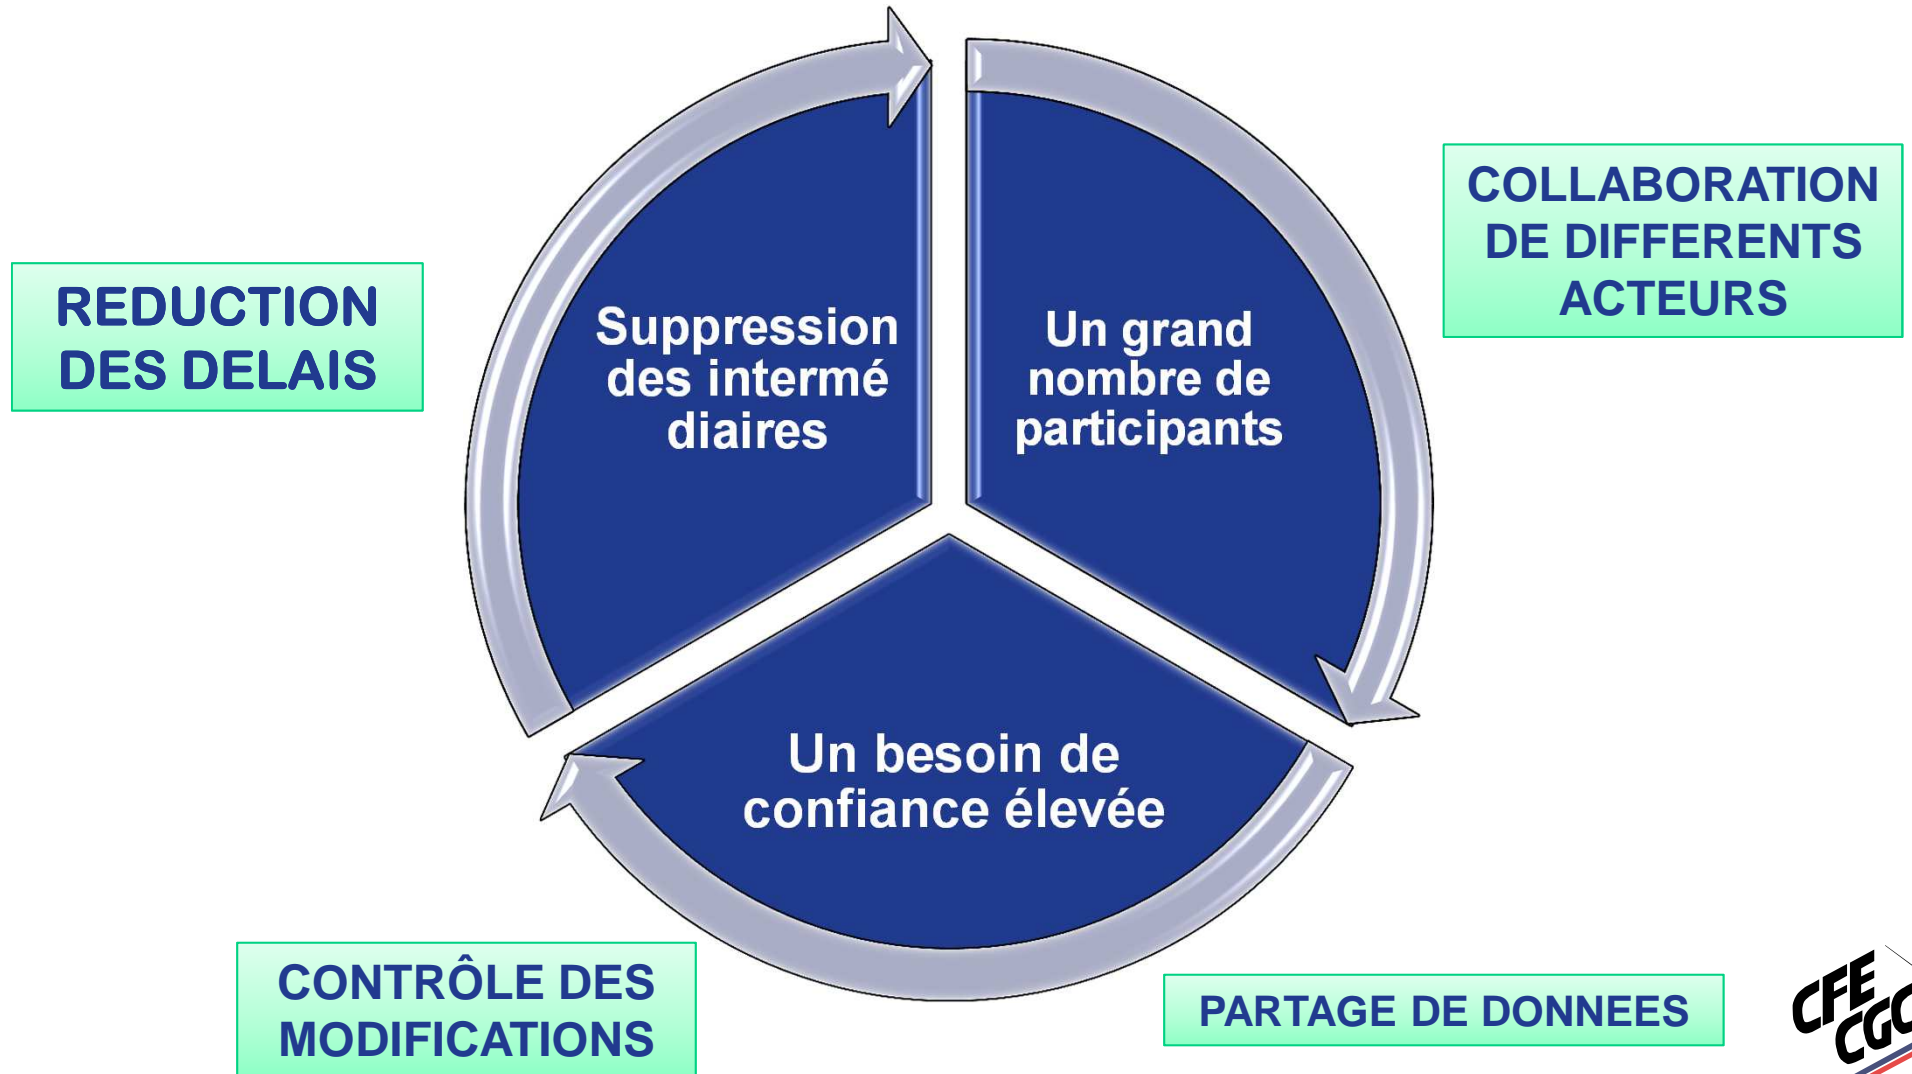 COLLABORATION
DE DIFFERENTS
ACTEURS
REDUCTION
DES DELAIS
Suppression
des intermé
diaires
Un grand
nombre de
participants
Un besoin de
confiance élevée
CONTRÔLE DES
MODIFICATIONS
PARTAGE DE DONNEES
CFE
CGC